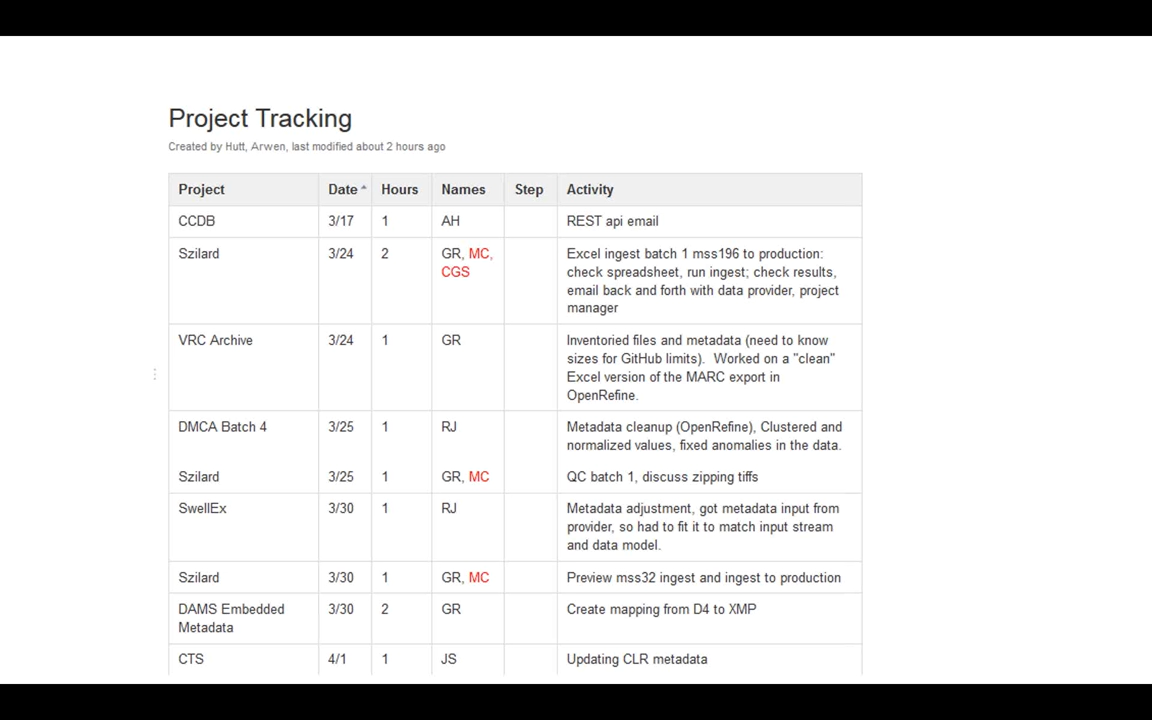 Project Tracking
Created by Hutt, Arwen, last modified about 2 hours ago
Project Date Hours Names Step Activity
CCDB 3/17 1 AH REST api email
Szilard 3/24 2 GR, MC, Excel ingest batch 1 mss196 to production:
CGS check spreadsheet, run ingest; check results,
email back and forth with data provider, project
manager
VRC Archive 3/24 1 GR Inventoried files and metadata (need to know
sizes for GitHub limits). Worked on a "clean"
Excel version of the MARC export in
OpenRefine.
DMCA Batch 4 3/25 1 RJ Metadata cleanup (OpenRefine), Clustered and
normalized values, fixed anomalies in the data.
Szilard 3/25 1 GR, MC QC batch 1, discuss zipping tiffs
SwellEx 3/30 1 RJ Metadata adjustment, got metadata input from
provider, so had to fit it to match input stream
and data model.
Szilard 3/30 1 GR, MC Preview mss32 ingest and ingest to production
DAMS Embedded 3/30 2 GR Create mapping from D4 to XMP
Metadata
CTS 4/1 1 JS Updating CLR metadata